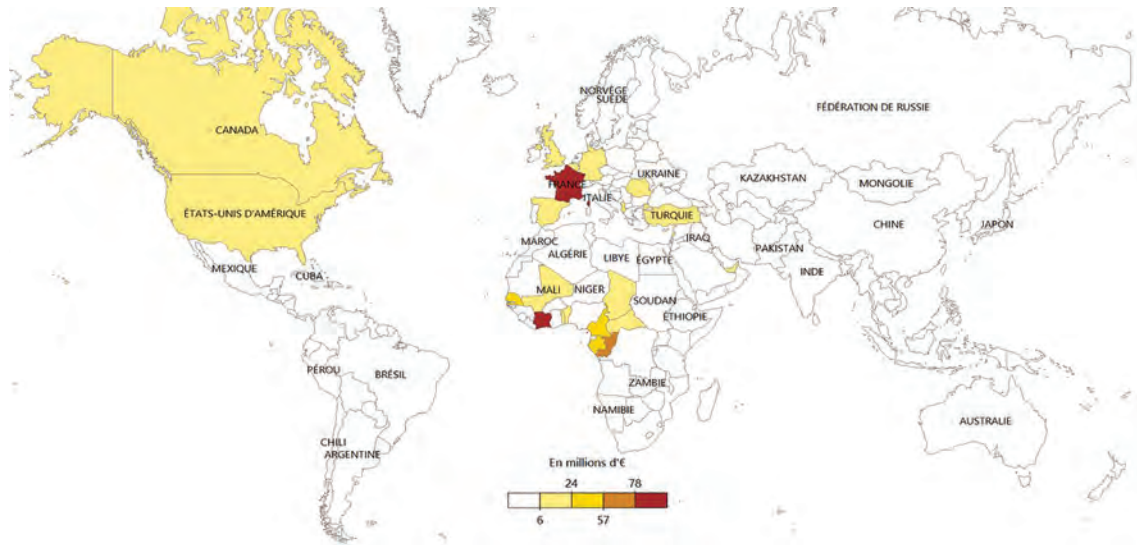 NORVÈGE
SUÈDE
FÉDÉRATION DE RUSSIE
CANADA
UKRAINE
KAZAKHSTAN
MONGOLIE
FRANCE
ITALIE
ÉTATS-UNIS D'AMÉRIQUE
TURQUIE
CHINE
JAPON
MAROC
IRAQ
ALGÉRIE
LIBYE
ÉGYPTE
PAKISTAN
INDE
MEXIQUE
CUBA
MALI
NIGER
SOUDAN
ÉTHIOPIE
PÉROU
BRÉSIL
ZAMBIE
NAMIBIE
AUSTRALIE
CHILI
ARGENTINE
En millions d'€
24 78
6 57